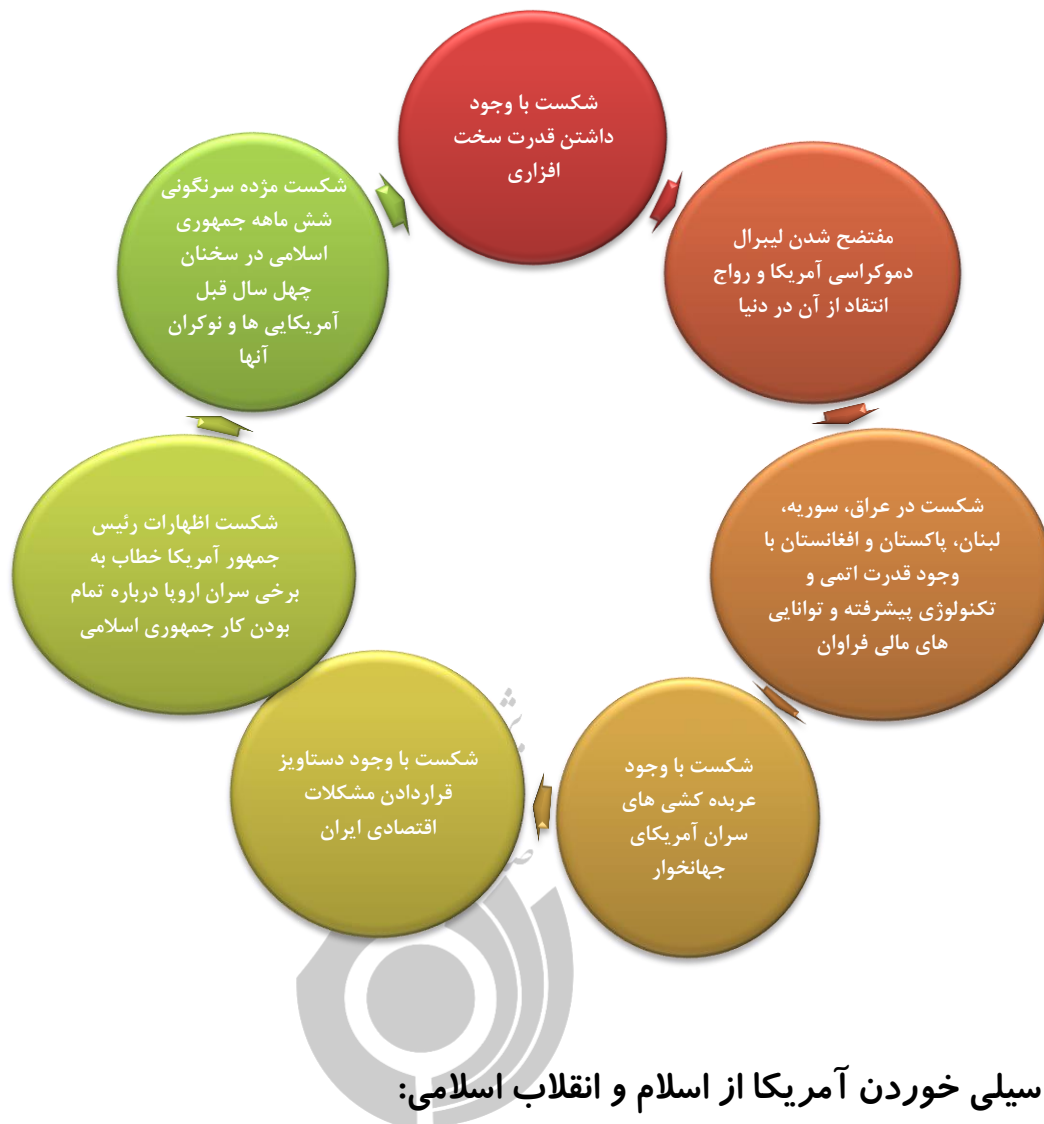 شکست با وجود
داشتن قدرت سخت
افزاری
مفتضح شدن لیبرال
دموکراسی آمریکا و رواج
انتقاد از آن در دنیا
شکست در عراق، سوریه،
لبنان، پاکستان و افغانستان با
وجود قدرت اتمی و
تکنولوژی پیشرفته و توانایی
های مالی فراوان
شکست با وجود
عربده کشی های
سران آمریکای
جهانخوار
شکست با وجود دستاویز
قراردادن مشکلات
اقتصادی ایران
شکست اظهارات رئیس
جمهور آمریکا خطاب به
برخی سران اروپا درباره تمام
بودن کار جمهوری اسلامی
شکست مژده سرنگونی
شش ماهه جمهوری
اسلامی در سخنان
چهل سال قبل
آمریکایی ها و نوکران
آنها
سیلی خوردن آمریکا از اسلام و انقلاب اسلامی: